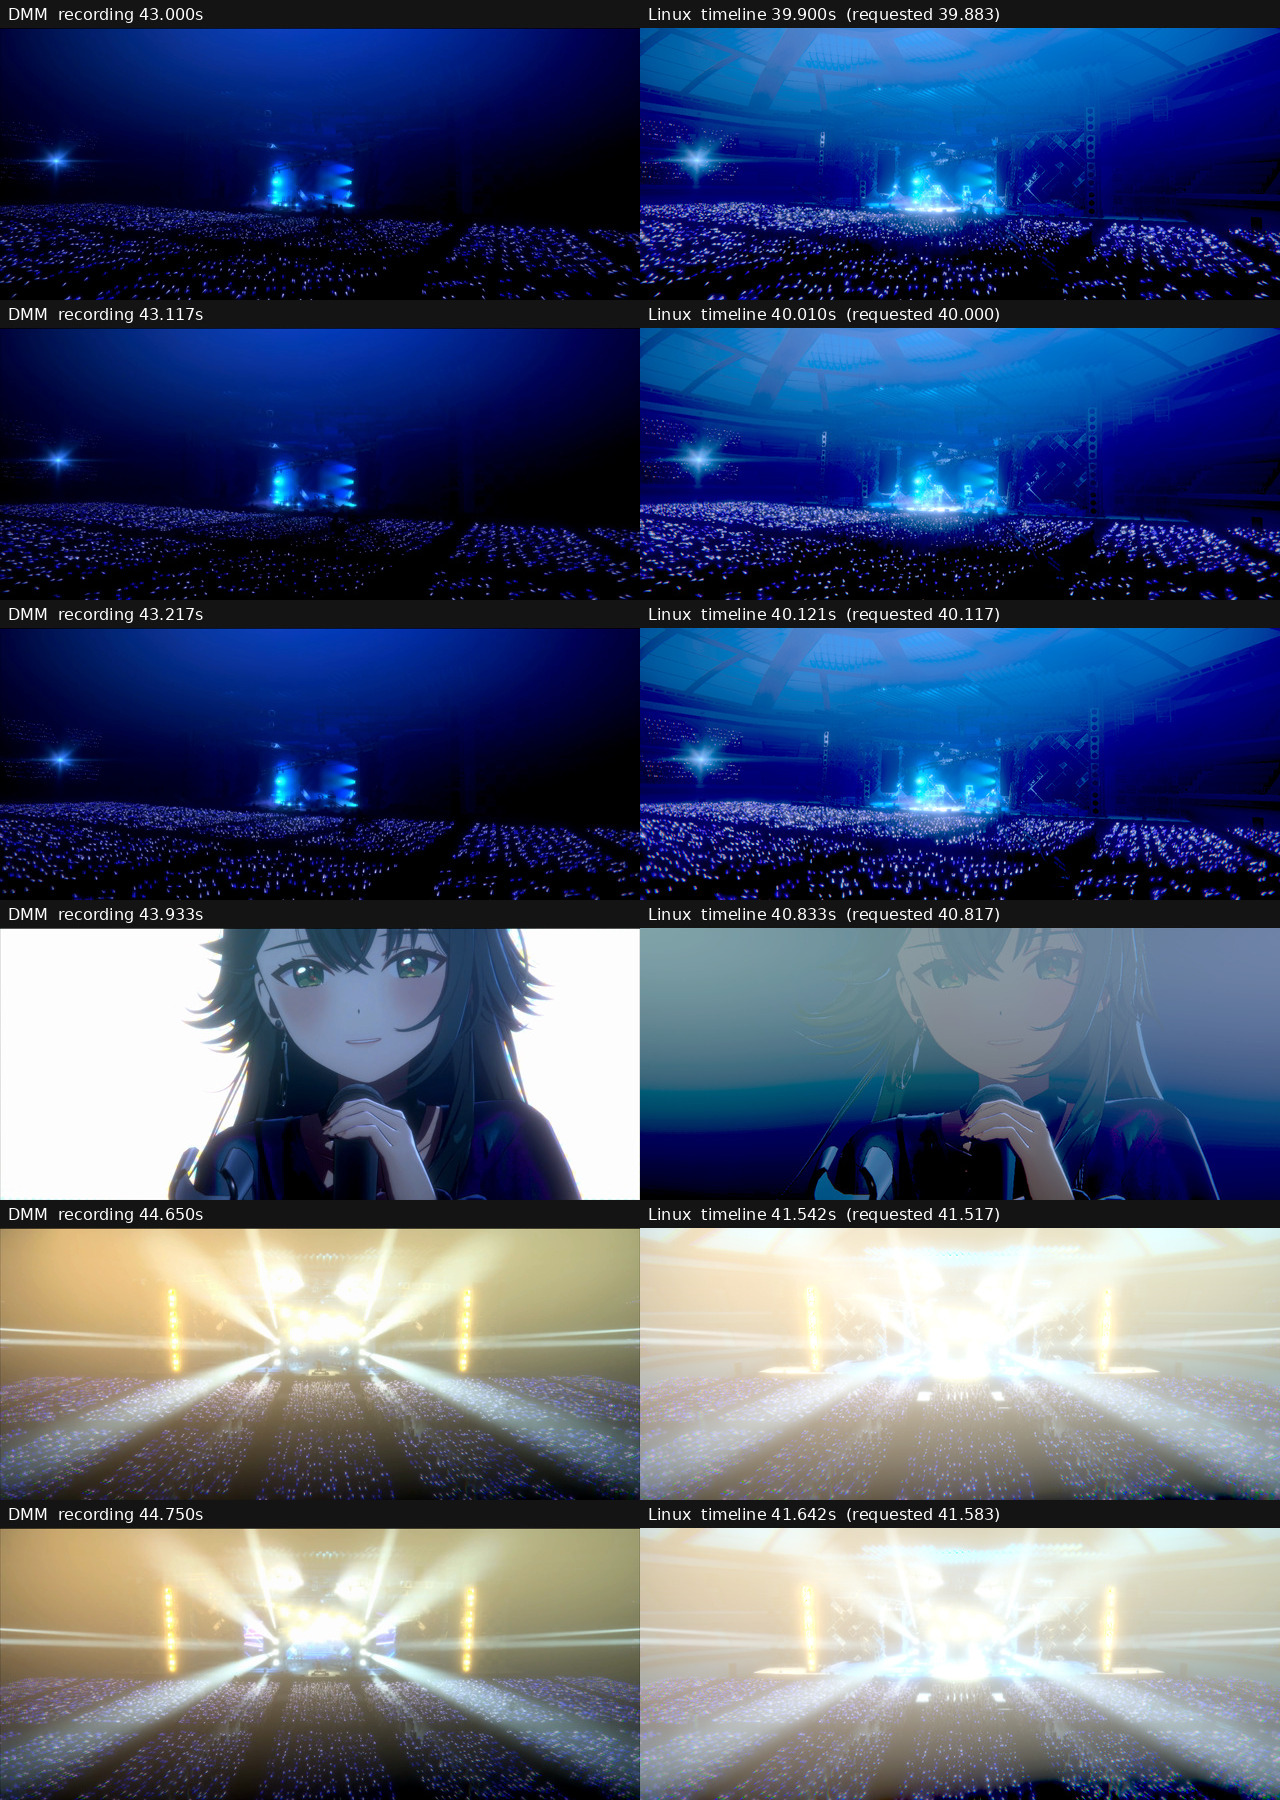 DMM recording 43.000s
Linux timeline 39.900s (requested 39.883)
DMM recording 43.117s
Linux timeline 40.010s (requested 40.000)
DMM recording 43.217s
Linux timeline 40.121s (requested 40.117)
DMM recording 43.933s
Linux timeline 40.833s (requested 40.817)
DMM recording 44.650s
Linux timeline 41.542s (requested 41.517)
DMM recording 44.750s
Linux timeline 41.642s (requested 41.583)